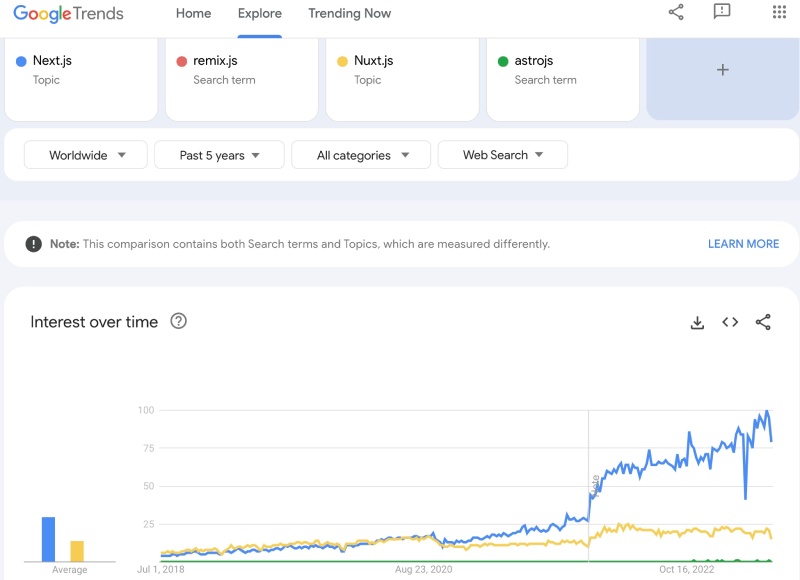 GoogleTrends
Home
Explore
Trending Now
Next.js
Topic
remix.js
Search term
Nuxt.js
Topic
astrojs
Search term
+
Worldwide
Past 5 years
All categories
Web Search
Note: This comparison contains both Search terms and Topics, which are measured differently.
LEARN MORE
Interest over time
100
75
50
25
Average
Jul 1, 2018
Aug 23, 2020
Oct 16, 2022